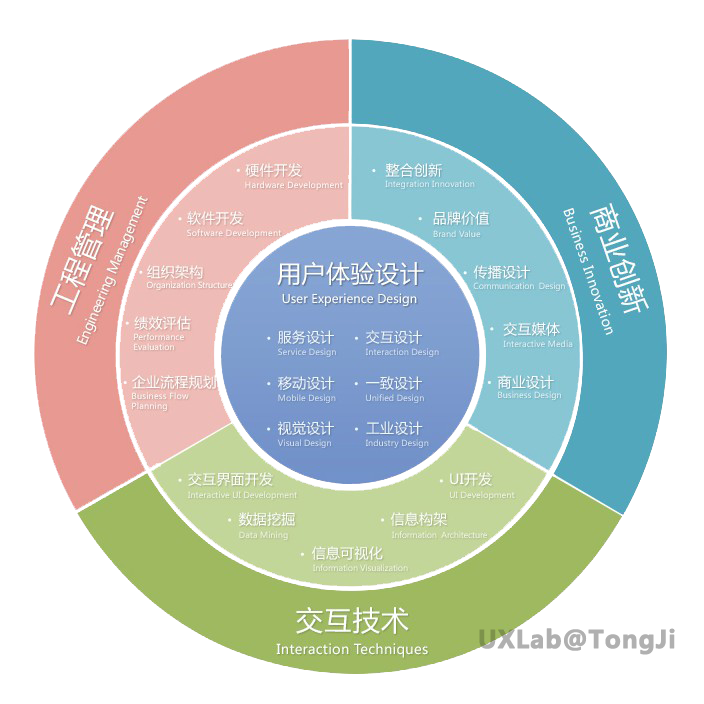 工程管理
Engineering Management
• 硬件开发
Hardware Development
• 软件开发
Software Development
• 组织架构
Organization Structure
• 绩效评估
Performance
Evaluation
• 企业流程规划
Business Flow
Planning
商业创新
Business Innovation
• 整合创新
Integration Innovation
• 品牌价值
Brand Value
• 传播设计
Communication Design
• 交互媒体
Interactive Media
• 商业设计
Business Design
用户体验设计
User Experience Design
• 服务设计 • 交互设计
Service Design Interaction Design
• 移动设计 • 一致设计
Mobile Design Unified Design
• 视觉设计 • 工业设计
Visual Design Industry Design
• 交互界面开发
Interactive UI Development
• UI开发
UI Development
• 数据挖掘
Data Mining
• 信息构架
Information Architecture
• 信息可视化
Information Visualization
交互技术
Interaction Techniques
UXLab@TongJi